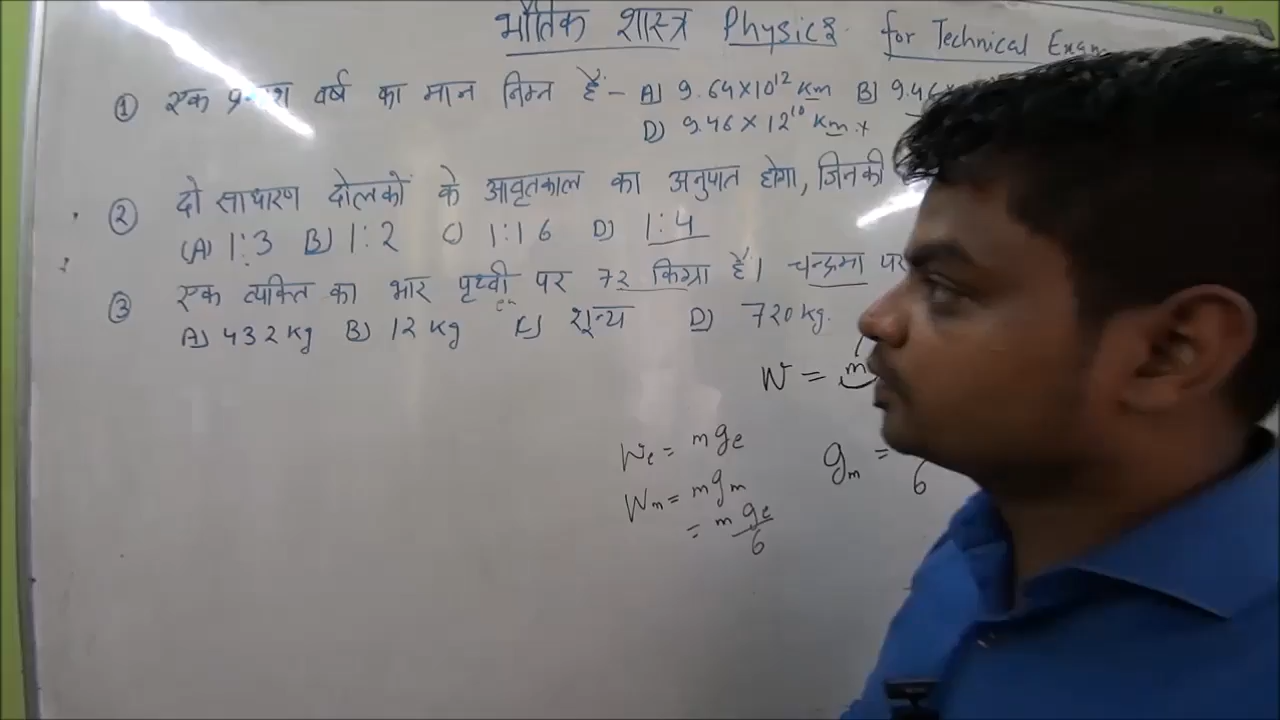 भौतिक शास्त्र Physics for Technical Exam
① एक वर्ष का मान निम्न है - A) 9.64×10¹² Km B) 9.46×
D) 9.46 × 12¹⁰ Km.
② दो साधारण दोलकों के आवृतकाल का अनुपात होगा, जिनकी
(A) 1:3 B) 1:2 C) 1:16 D) 1:4
③ एक व्यक्ति का भार पृथ्वी पर 72 किग्रा है। चन्द्रमा पर
A) 432 kg B) 12 kg C) शून्य D) 720 kg.
W = m
We = mge
gm = 6
Wm = mgm
= m ge/6